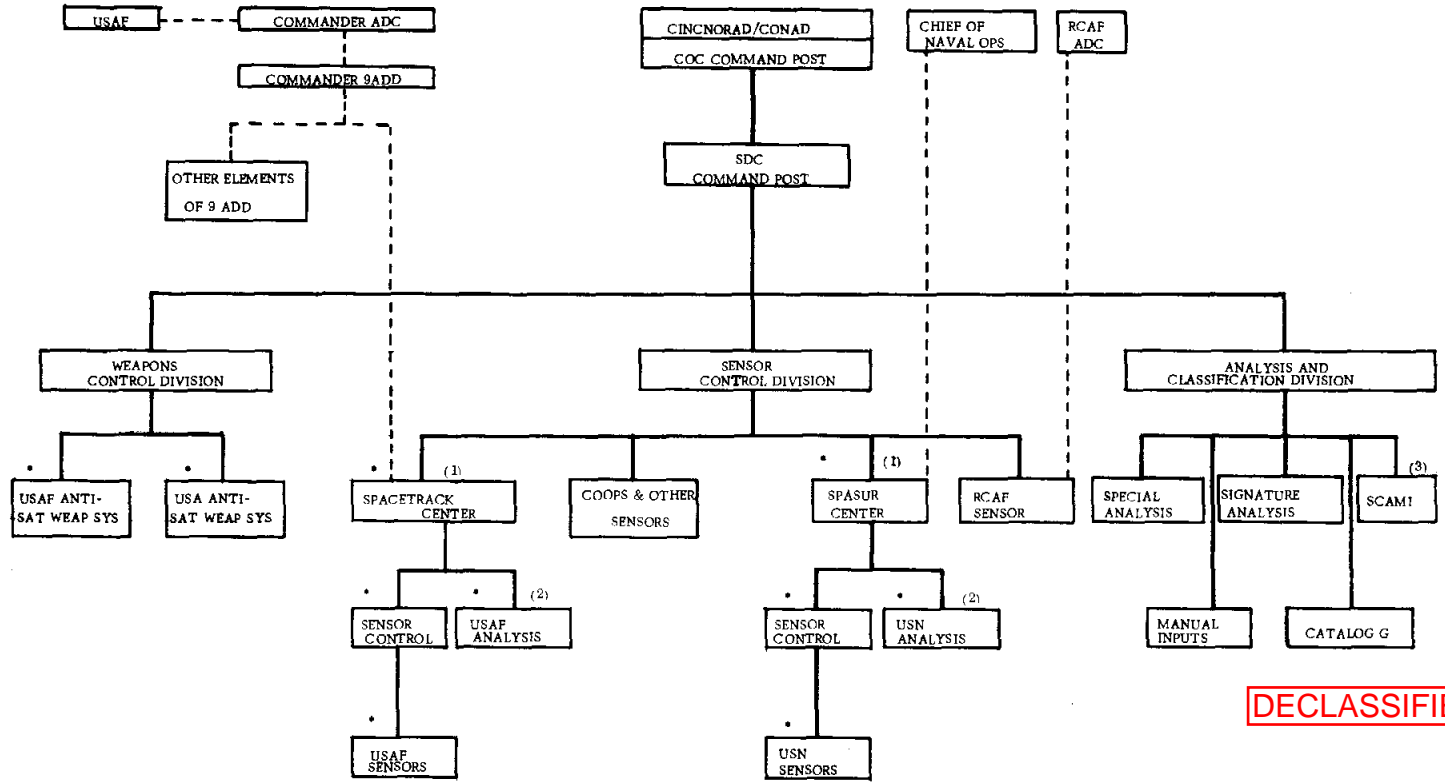 USAF
COMMANDER ADC
COMMANDER 9ADD
OTHER ELEMENTS
OF 9 ADD
CINCNORAD/CONAD
COC COMMAND POST
CHIEF OF
NAVAL OPS
RCAF
ADC
SDC
COMMAND POST
WEAPONS
CONTROL DIVISION
SENSOR
CONTROL DIVISION
ANALYSIS AND
CLASSIFICATION DIVISION
*
USAF ANTI-
SAT WEAP SYS
*
USA ANTI-
SAT WEAP SYS
*
(1)
SPACETRACK
CENTER
COOPS & OTHER
SENSORS
*
(1)
SPASUR
CENTER
RCAF
SENSOR
SPECIAL
ANALYSIS
SIGNATURE
ANALYSIS
(3)
SCAMI
*
SENSOR
CONTROL
*
(2)
USAF
ANALYSIS
*
SENSOR
CONTROL
*
(2)
USN
ANALYSIS
MANUAL
INPUTS
CATALOG G
*
USAF
SENSORS
*
USN
SENSORS
DECLASSIFIE